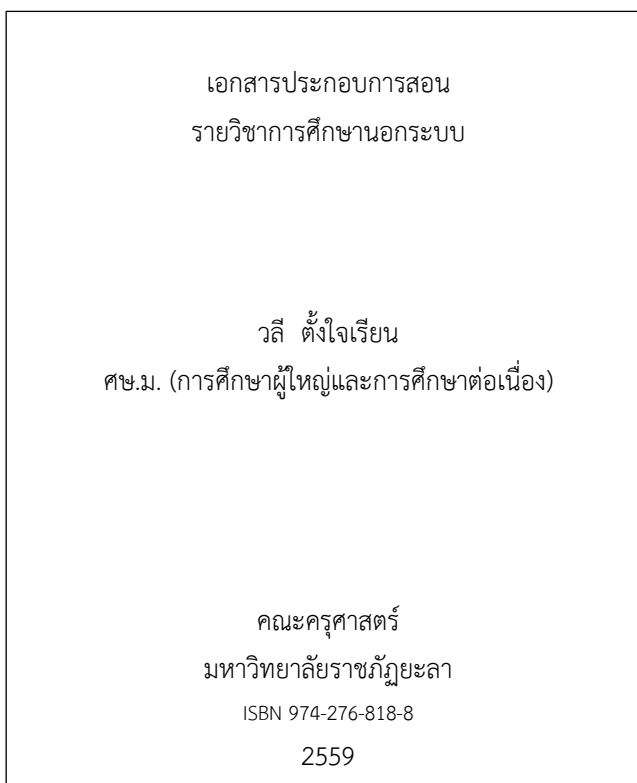 เอกสารประกอบการสอน
รายวิชาการศึกษานอกระบบ
วลี ตั้งใจเรียน
ศษ.ม. (การศึกษาผู้ใหญ่และการศึกษาต่อเนื่อง)
คณะครุศาสตร์
มหาวิทยาลัยราชภัฏยะลา
ISBN 974-276-818-8
2559